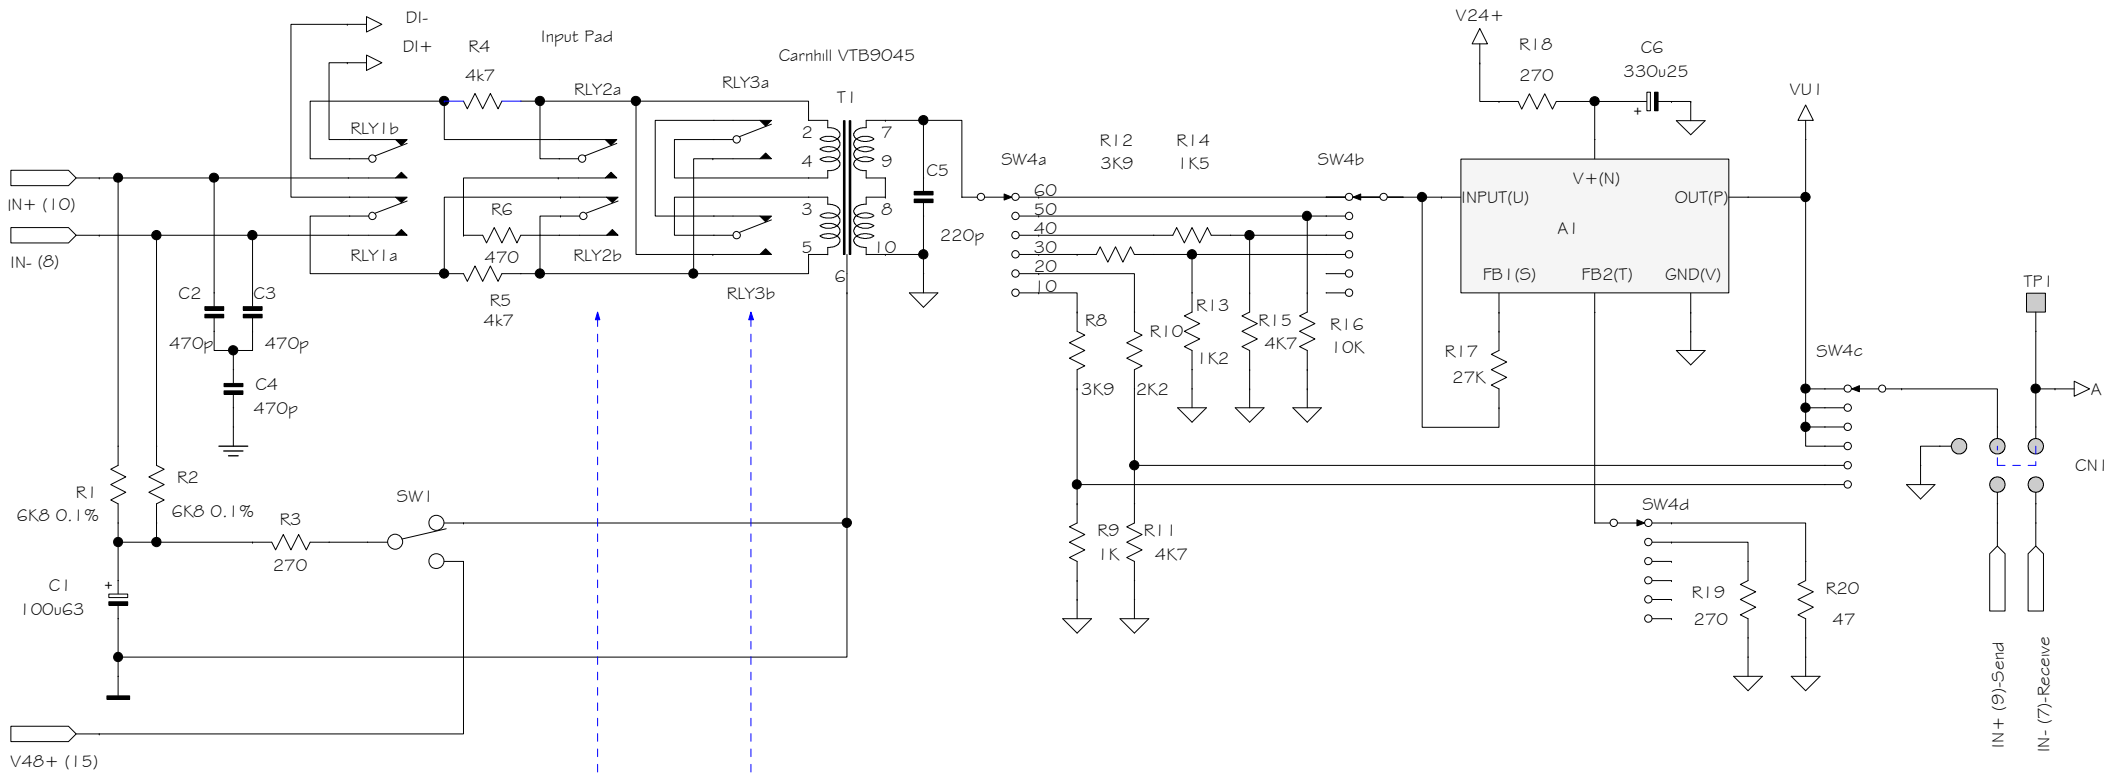 DI-
DI+
R4
4k7
Input Pad
Carnhill VTB9045
RLY1b
RLY2a
RLY3a
T1
2
4
3
5
6
7
9
8
10
IN+ (10)
IN- (8)
RLY1a
R6
470
RLY2b
R5
4k7
RLY3b
C2
470p
C3
470p
C4
470p
C5
220p
R1
6K8 0.1%
R2
6K8 0.1%
R3
270
SW1
C1
+
100u63
V48+ (15)
SW4a
60
50
40
30
20
10
R12
3K9
R14
1K5
SW4b
R8
3K9
R10
2K2
R13
1K2
R15
4K7
R16
10K
R9
1K
R11
4K7
V24+
R18
270
C6
330u25
+
VU1
V+(N)
INPUT(U)
OUT(P)
A1
FB1(S)
FB2(T)
GND(V)
R17
27K
SW4c
SW4d
R19
270
R20
47
TP1
A
CN1
IN+ (9)-Send
IN- (7)-Receive